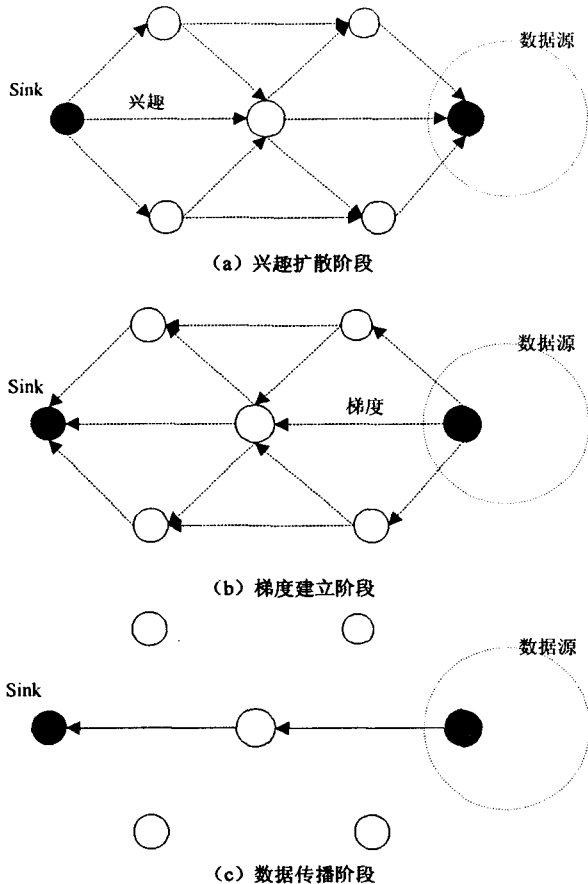 数据源
Sink
兴趣
（a）兴趣扩散阶段
数据源
Sink
梯度
（b）梯度建立阶段
数据源
Sink
（c）数据传播阶段